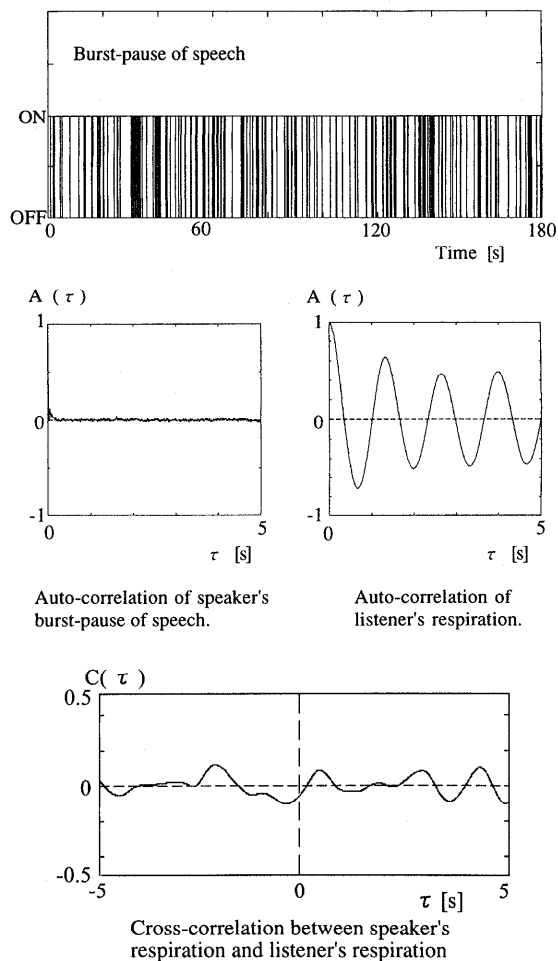 Burst-pause of speech
ON
OFF
0 60 120 180
Time [s]
A (τ) A (τ)
1 1
0 0
-1 -1
0 5 0 5
τ [s] τ [s]
Auto-correlation of speaker's
burst-pause of speech.
Auto-correlation of
listener's respiration.
C(τ)
0.5
0
-0.5
-5 0 5
τ [s]
Cross-correlation between speaker's
respiration and listener's respiration